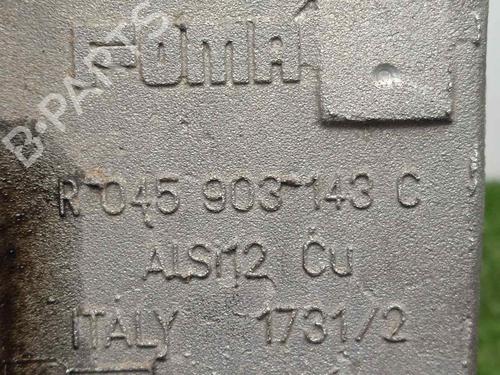 FOMA
R 045 903 143 C
ALSi12 Cu
ITALY 1731/2
B-PARTS